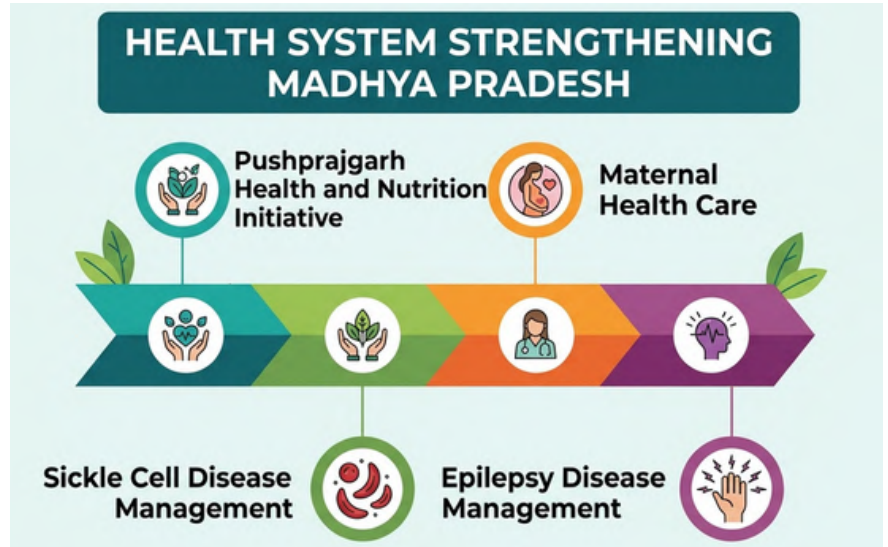 HEALTH SYSTEM STRENGTHENING
MADHYA PRADESH
Pushprajgarh
Health and Nutrition
Initiative
Maternal
Health Care
Sickle Cell Disease
Management
Epilepsy Disease
Management